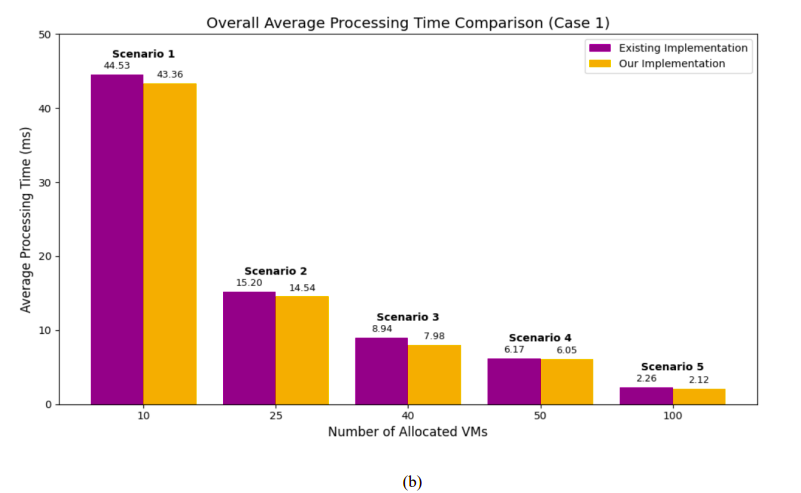 Overall Average Processing Time Comparison (Case 1)
Existing Implementation
Our Implementation
Average Processing Time (ms)
50
40
30
20
10
0
Scenario 1
44.53
43.36
Scenario 2
15.20
14.54
Scenario 3
8.94
7.98
Scenario 4
6.17
6.05
Scenario 5
2.26
2.12
10
25
40
50
100
Number of Allocated VMs
(b)